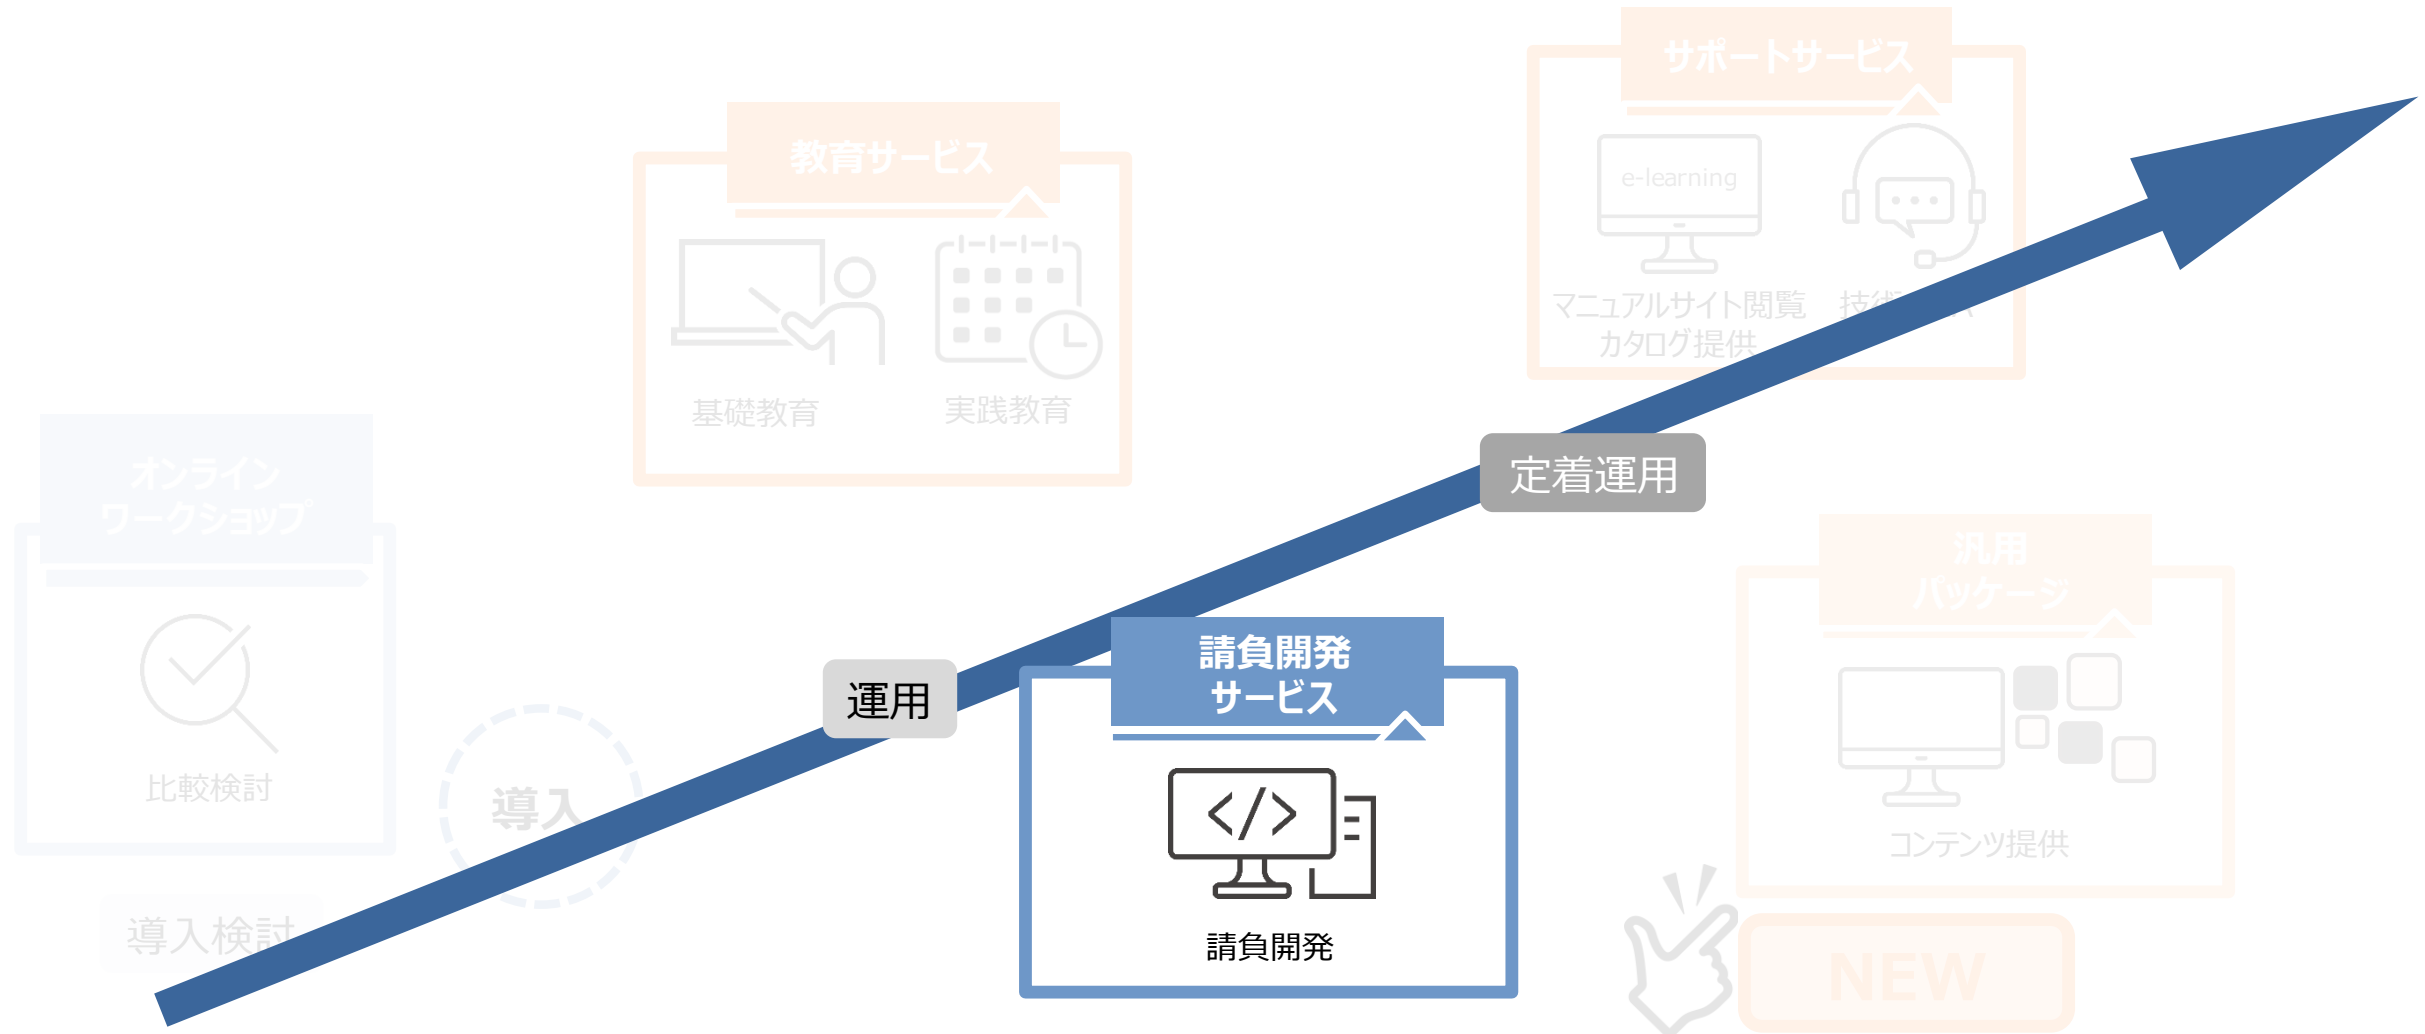 サポートサービス
e-learning
マニュアルサイト閲覧
カタログ提供
教育サービス
基礎教育
実践教育
オンライン
ワークショップ
比較検討
導入
導入検討
定着運用
運用
請負開発
サービス
請負開発
汎用
パッケージ
コンテンツ提供
NEW